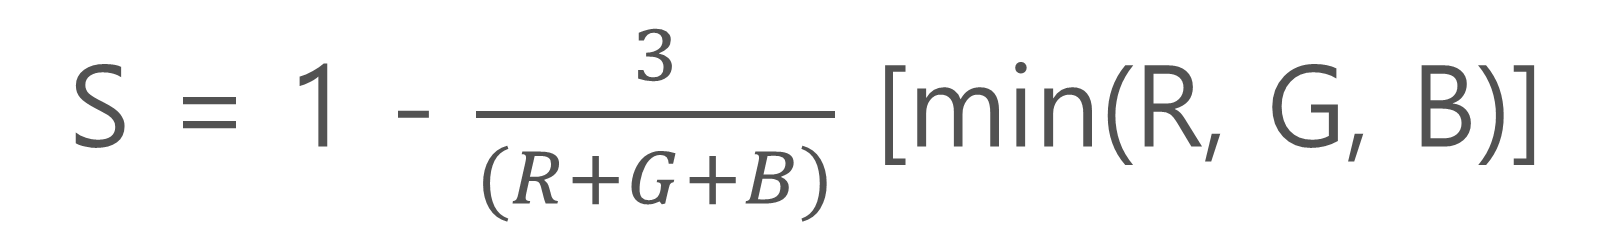 S = 1 - 3/(R+G+B) [min(R, G, B)]